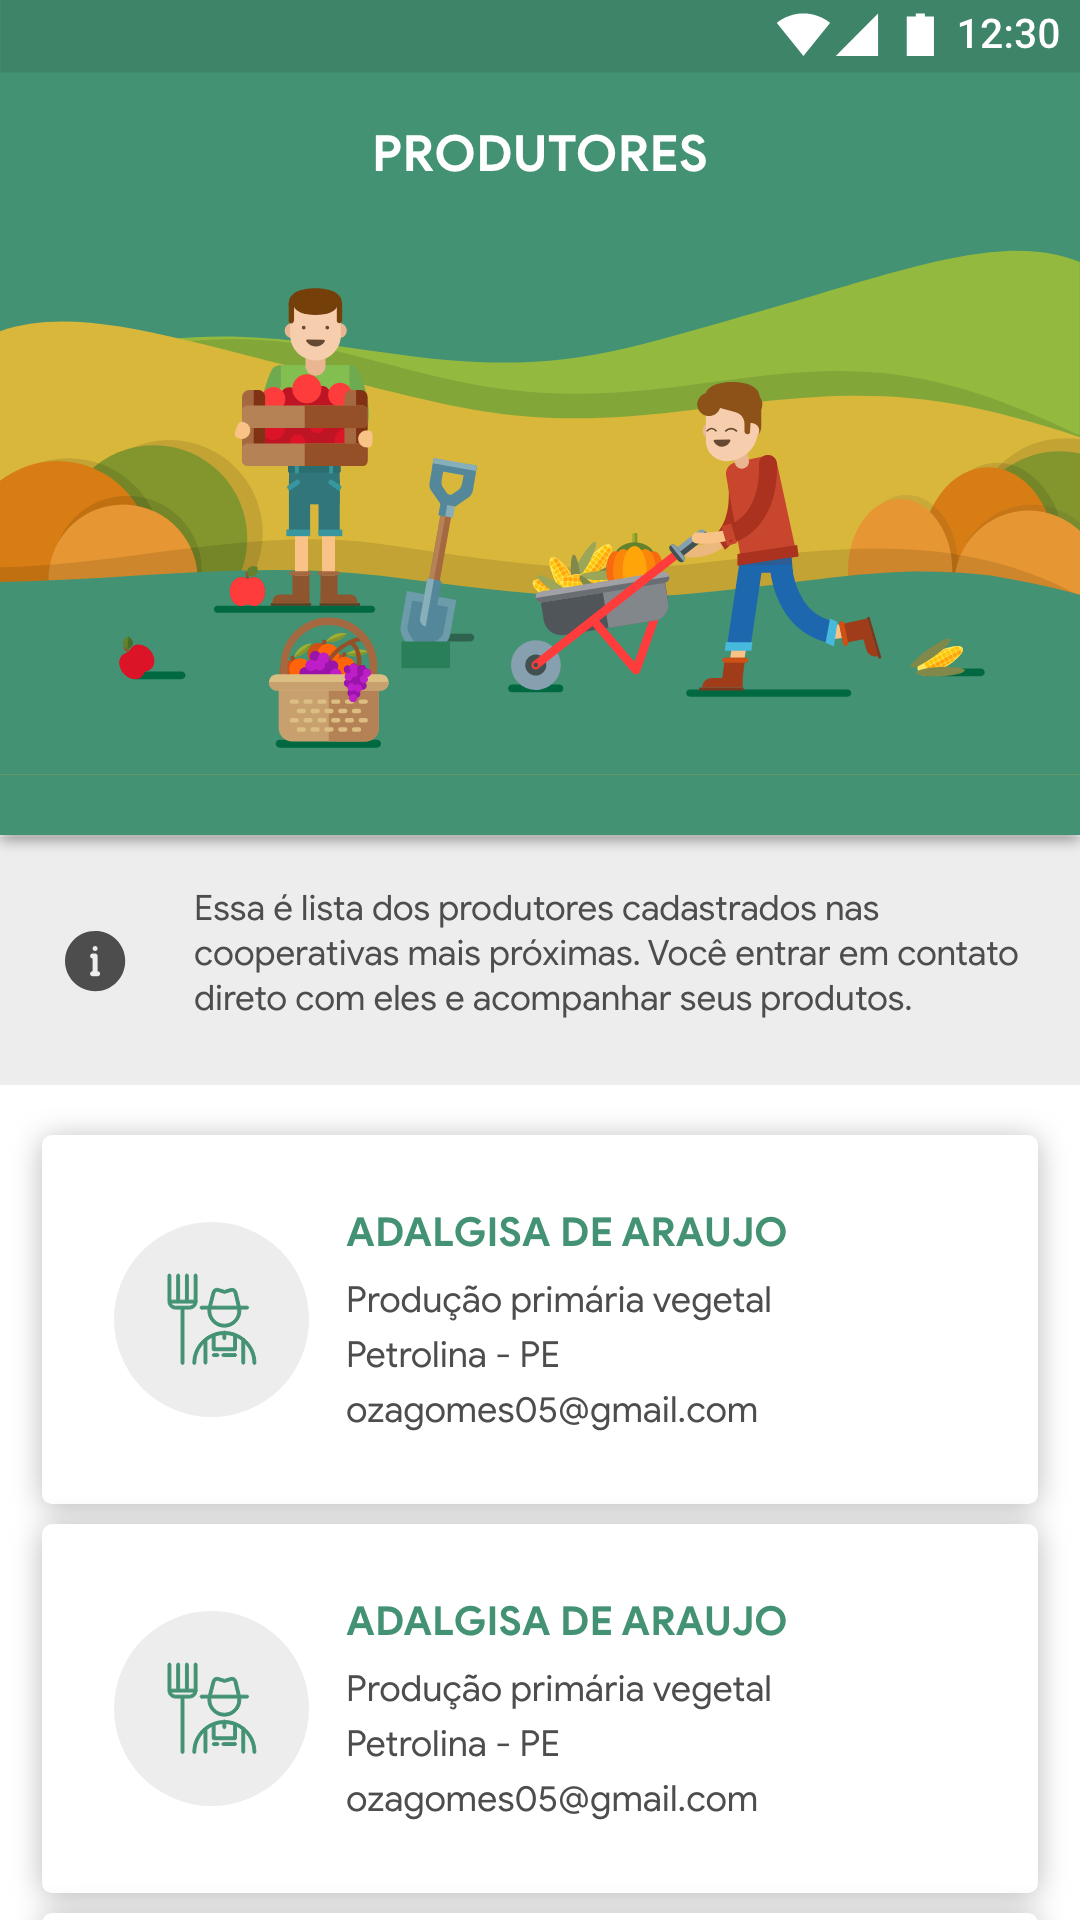 12:30
PRODUTORES
Essa é lista dos produtores cadastrados nas
cooperativas mais próximas. Você entrar em contato
direto com eles e acompanhar seus produtos.
ADALGISA DE ARAUJO
Produção primária vegetal
Petrolina - PE
ozagomes05@gmail.com
ADALGISA DE ARAUJO
Produção primária vegetal
Petrolina - PE
ozagomes05@gmail.com